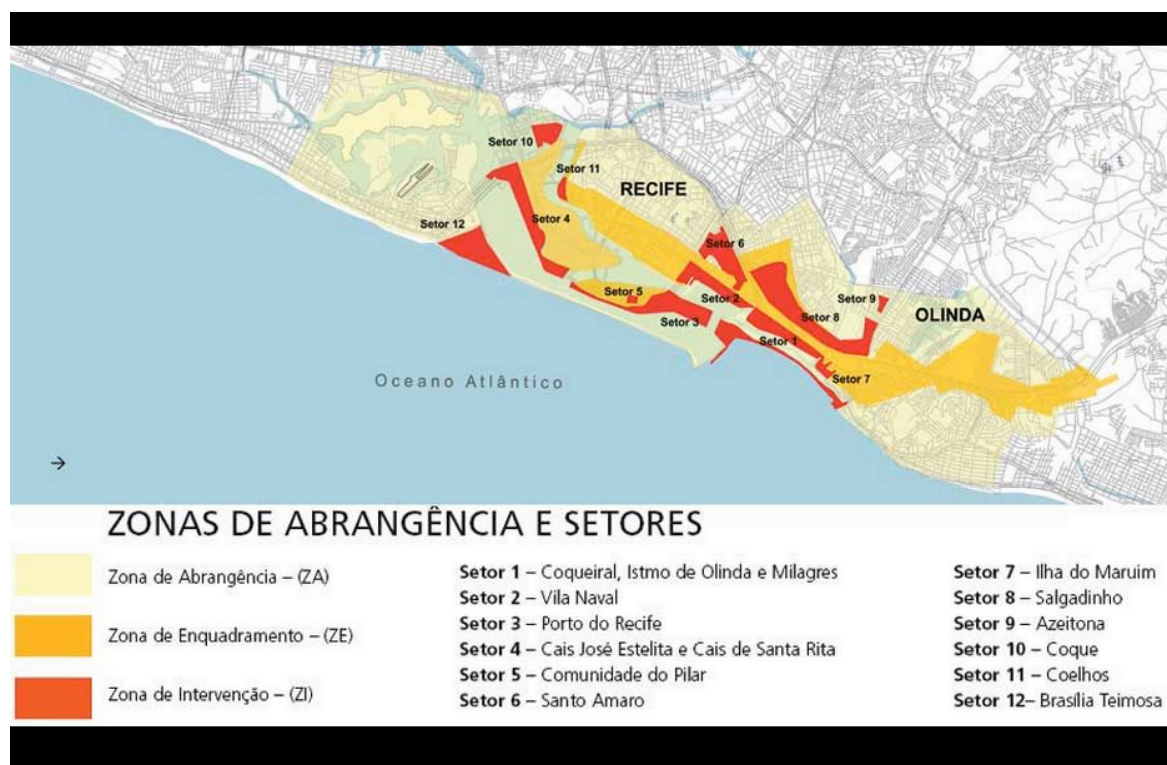 Setor 10
Setor 11
RECIFE
Setor 12
Setor 4
Setor 6
Setor 5
Setor 2
Setor 9
Setor 3
Setor 8
OLINDA
Setor 1
Setor 7
Oceano Atlântico
ZONAS DE ABRANGÊNCIA E SETORES
Zona de Abrangência – (ZA)
Zona de Enquadramento – (ZE)
Zona de Intervenção – (ZI)
Setor 1 – Coqueiral, Istmo de Olinda e Milagres
Setor 2 – Vila Naval
Setor 3 – Porto do Recife
Setor 4 – Cais José Estelita e Cais de Santa Rita
Setor 5 – Comunidade do Pilar
Setor 6 – Santo Amaro
Setor 7 – Ilha do Maruim
Setor 8 – Salgadinho
Setor 9 – Azeitona
Setor 10 – Coque
Setor 11 – Coelhos
Setor 12– Brasília Teimosa